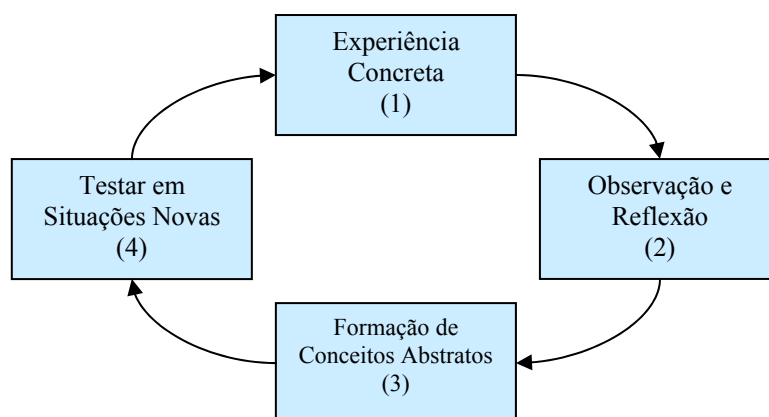 Experiência
Concreta
(1)
Testar em
Situações Novas
(4)
Observação e
Reflexão
(2)
Formação de
Conceitos Abstratos
(3)